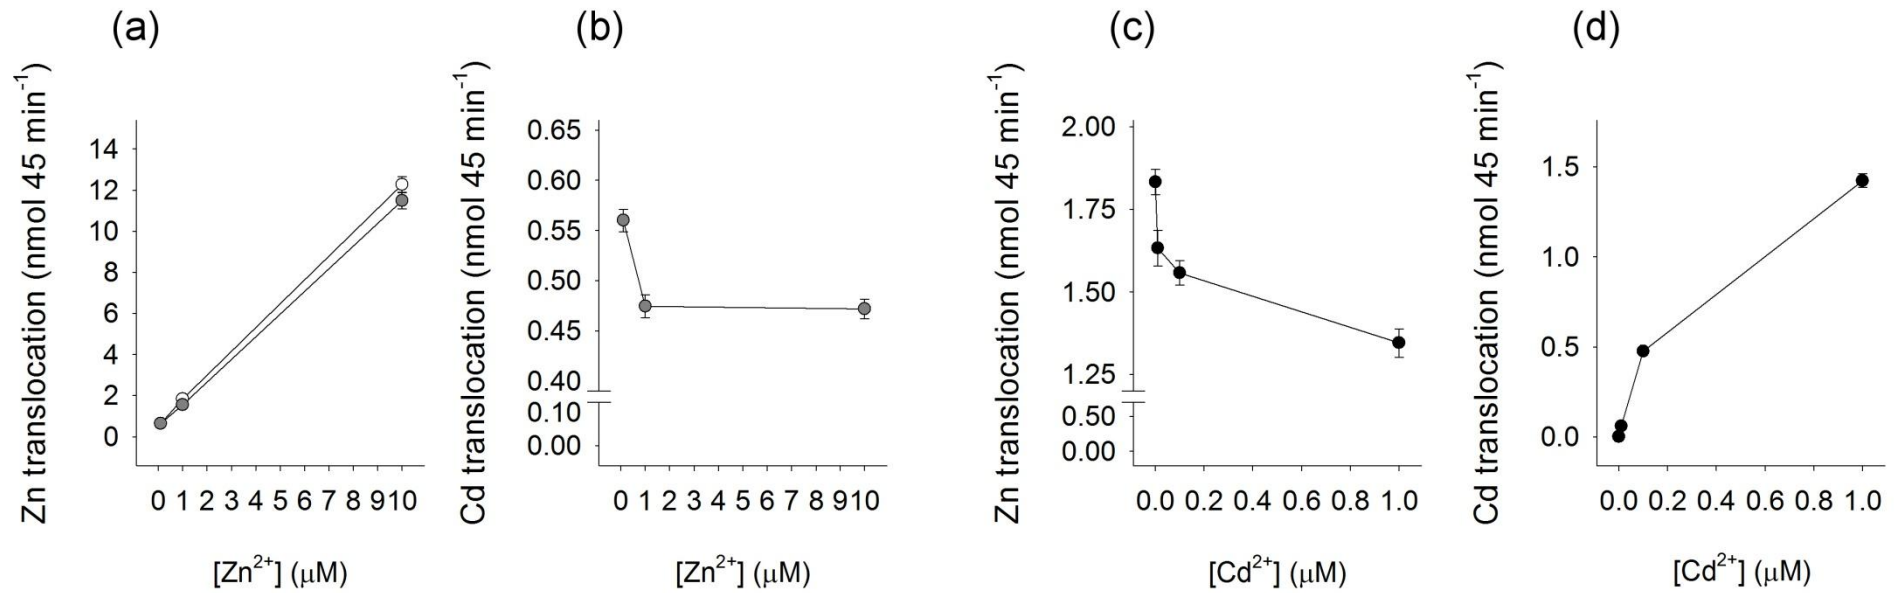 (a)
Zn translocation (nmol 45 min⁻¹)
14
12
10
8
6
4
2
0
0 1 2 3 4 5 6 7 8 9 10
[Zn²⁺] (μM)
(b)
Cd translocation (nmol 45 min⁻¹)
0.65
0.60
0.55
0.50
0.45
0.40
0.10
0.00
0 1 2 3 4 5 6 7 8 9 10
[Zn²⁺] (μM)
(c)
Zn translocation (nmol 45 min⁻¹)
2.00
1.75
1.50
1.25
0.50
0.00
0.0 0.2 0.4 0.6 0.8 1.0
[Cd²⁺] (μM)
(d)
Cd translocation (nmol 45 min⁻¹)
1.5
1.0
0.5
0.0
0.0 0.2 0.4 0.6 0.8 1.0
[Cd²⁺] (μM)